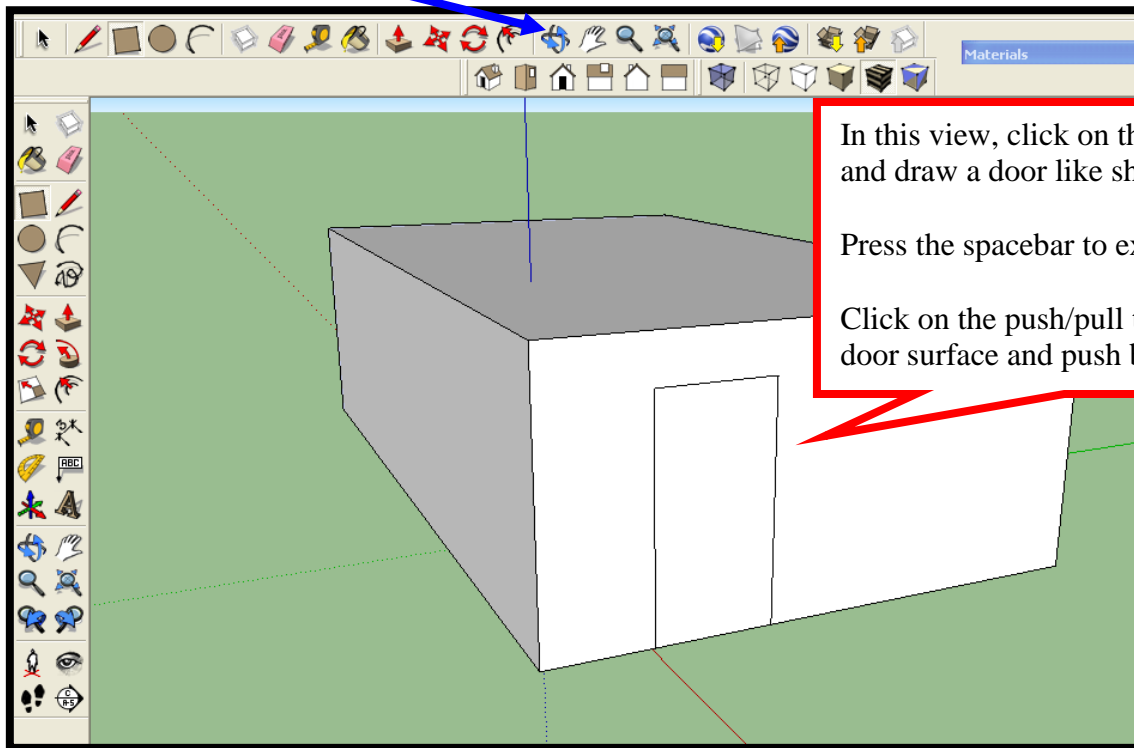 Materials
In this view, click on th
and draw a door like sh
Press the spacebar to ex
Click on the push/pull t
door surface and push b
ABC
A
C
A-5